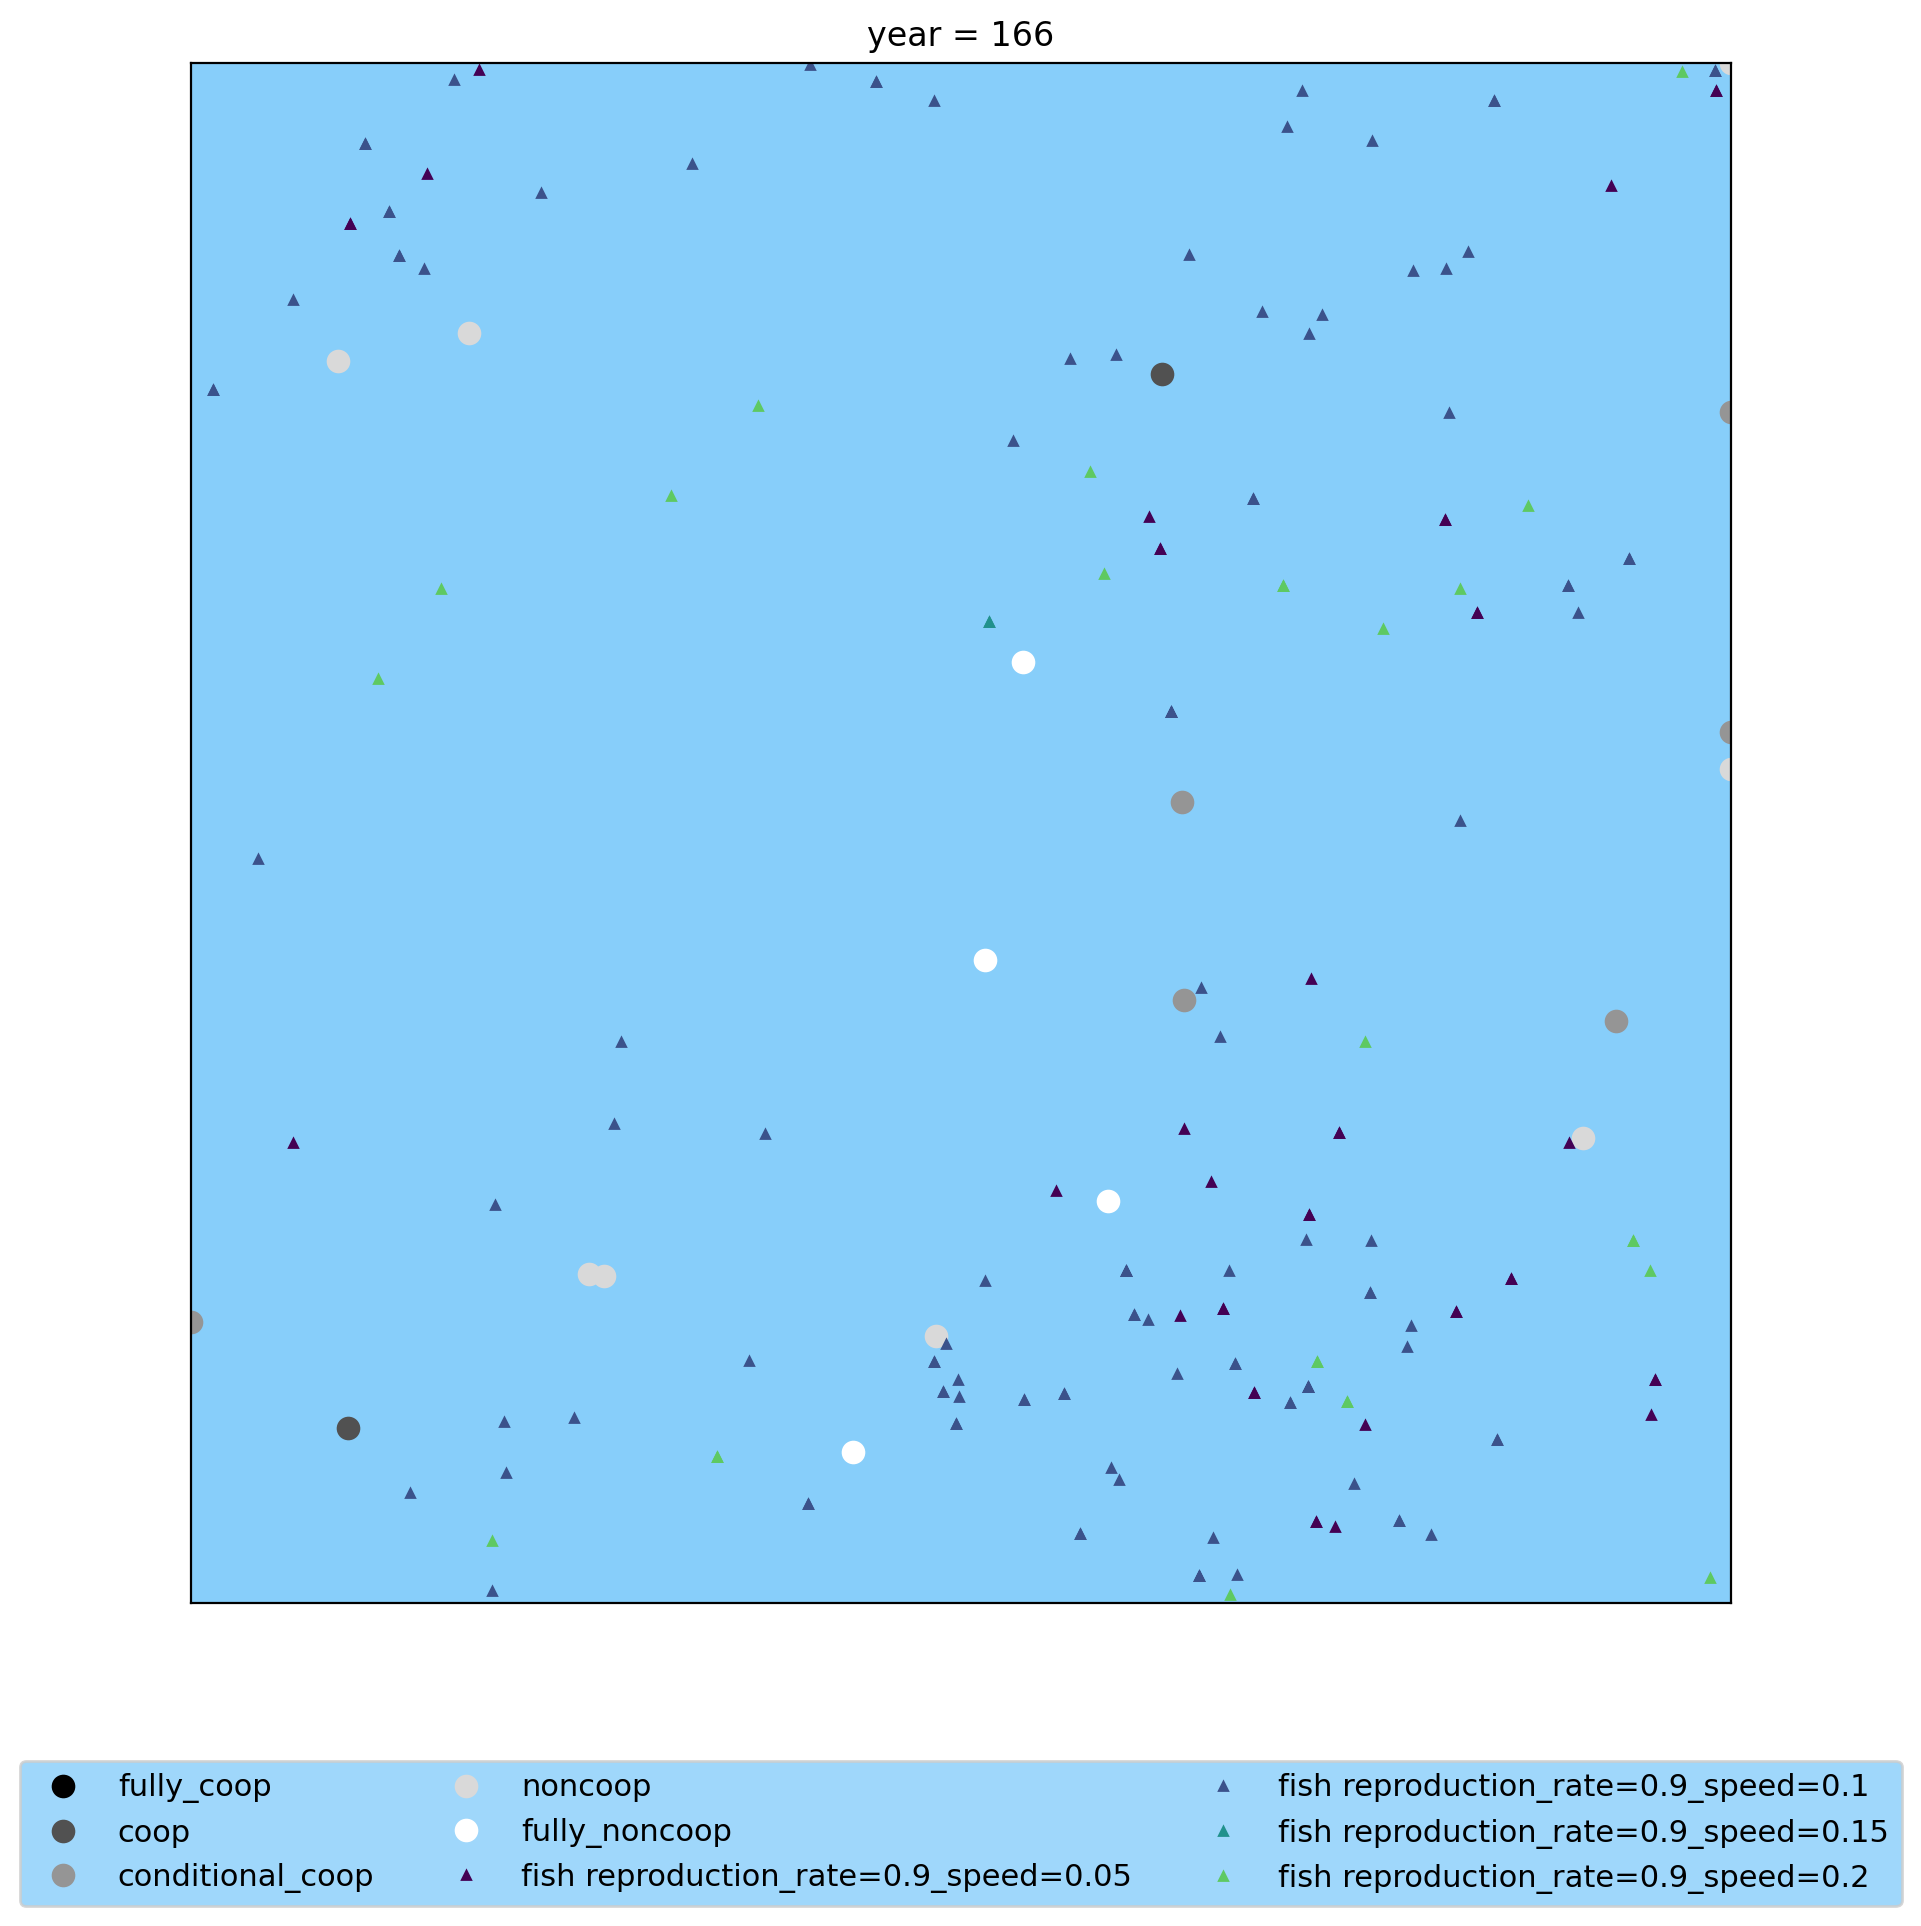 year = 166
fully_coop
coop
conditional_coop
noncoop
fully_noncoop
fish reproduction_rate=0.9_speed=0.05
fish reproduction_rate=0.9_speed=0.1
fish reproduction_rate=0.9_speed=0.15
fish reproduction_rate=0.9_speed=0.2